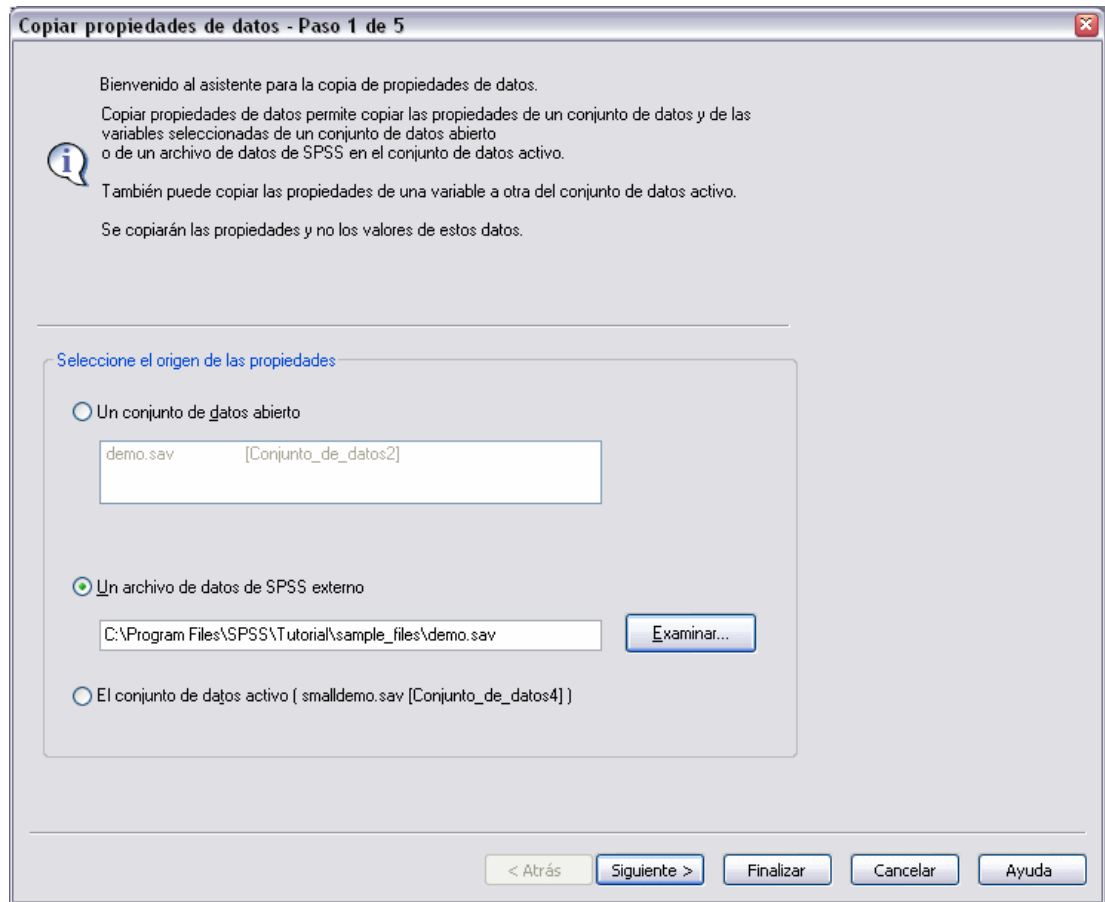 Copiar propiedades de datos - Paso 1 de 5
Bienvenido al asistente para la copia de propiedades de datos.
Copiar propiedades de datos permite copiar las propiedades de un conjunto de datos y de las
variables seleccionadas de un conjunto de datos abierto
o de un archivo de datos de SPSS en el conjunto de datos activo.
También puede copiar las propiedades de una variable a otra del conjunto de datos activo.
Se copiarán las propiedades y no los valores de estos datos.
Seleccione el origen de las propiedades
Un conjunto de datos abierto
demo.sav [Conjunto_de_datos2]
Un archivo de datos de SPSS externo
C:\Program Files\SPSS\Tutorial\sample_files\demo.sav
Examinar...
El conjunto de datos activo ( smalldemo.sav [Conjunto_de_datos4] )
< Atrás Siguiente > Finalizar Cancelar Ayuda